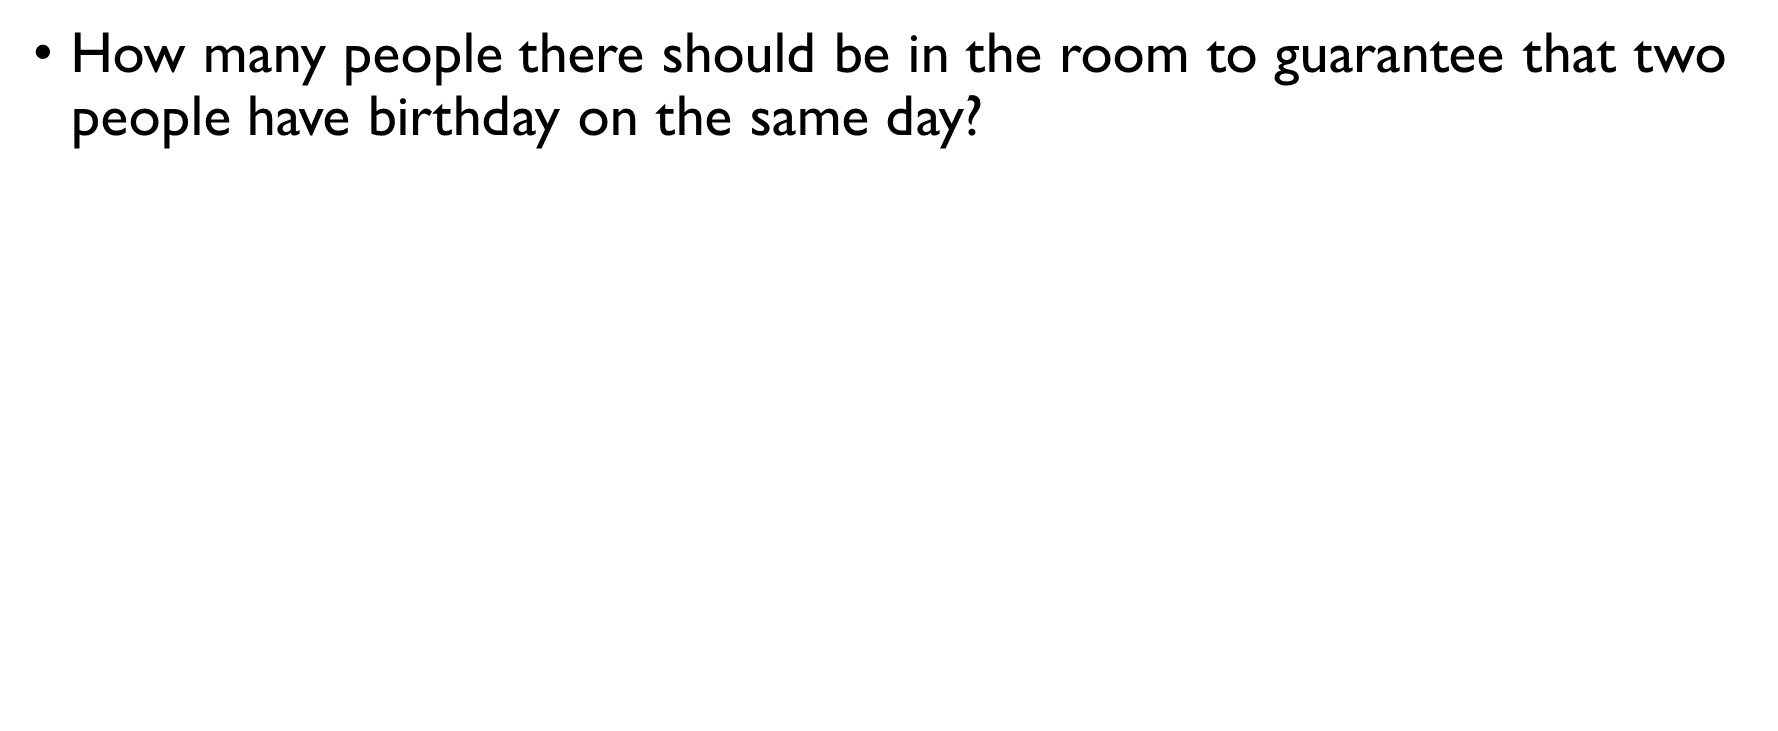 • How many people there should be in the room to guarantee that two
people have birthday on the same day?